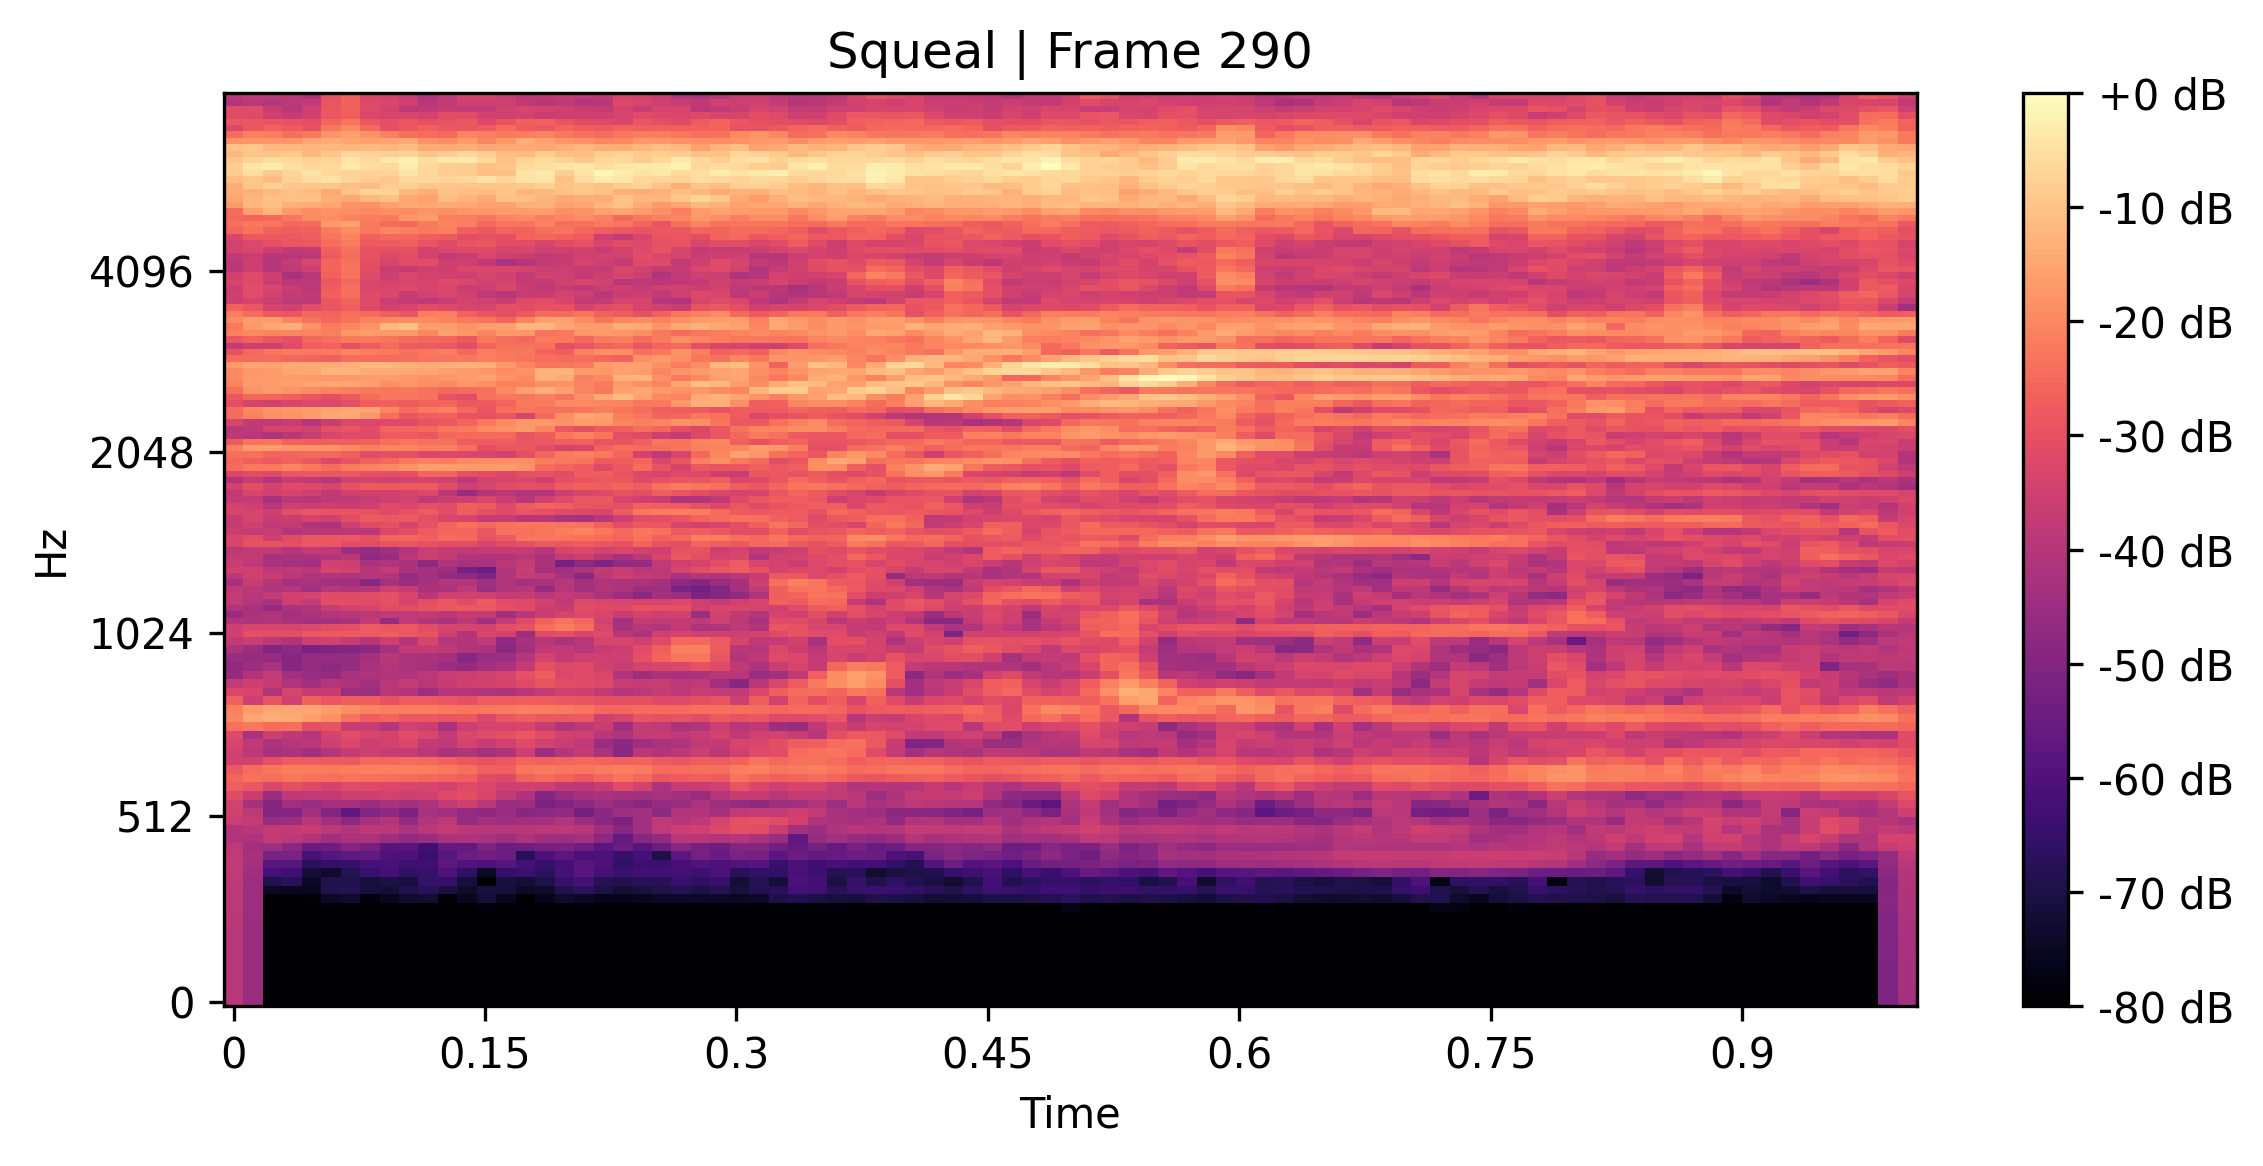 Squeal | Frame 290
Hz
4096
2048
1024
512
0
0 0.15 0.3 0.45 0.6 0.75 0.9
Time
+0 dB
-10 dB
-20 dB
-30 dB
-40 dB
-50 dB
-60 dB
-70 dB
-80 dB